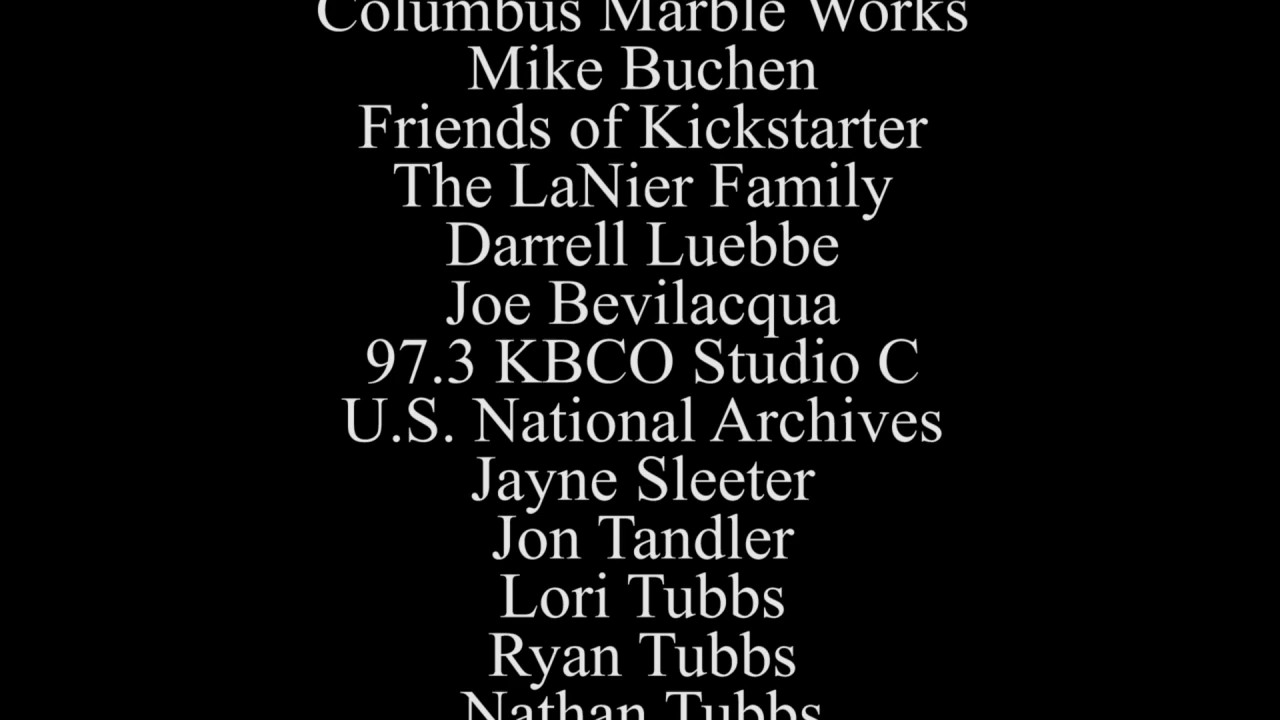 Columbus Marble Works
Mike Buchen
Friends of Kickstarter
The LaNier Family
Darrell Luebbe
Joe Bevilacqua
97.3 KBCO Studio C
U.S. National Archives
Jayne Sleeter
Jon Tandler
Lori Tubbs
Ryan Tubbs
Nathan Tubbs